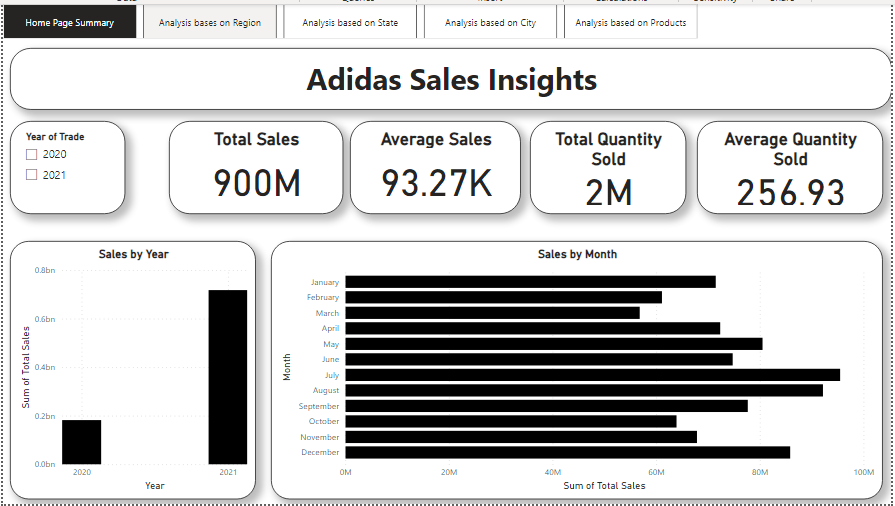 Home Page Summary
Analysis bases on Region
Analysis based on State
Analysis based on City
Analysis based on Products
Adidas Sales Insights
Year of Trade
2020
2021
Total Sales
900M
Average Sales
93.27K
Total Quantity
Sold
2M
Average Quantity
Sold
256.93
Sales by Year
Sum of Total Sales
0.8bn
0.6bn
0.4bn
0.2bn
0.0bn
2020
2021
Year
Sales by Month
Month
January
February
March
April
May
June
July
August
September
October
November
December
0M
20M
40M
60M
80M
100M
Sum of Total Sales